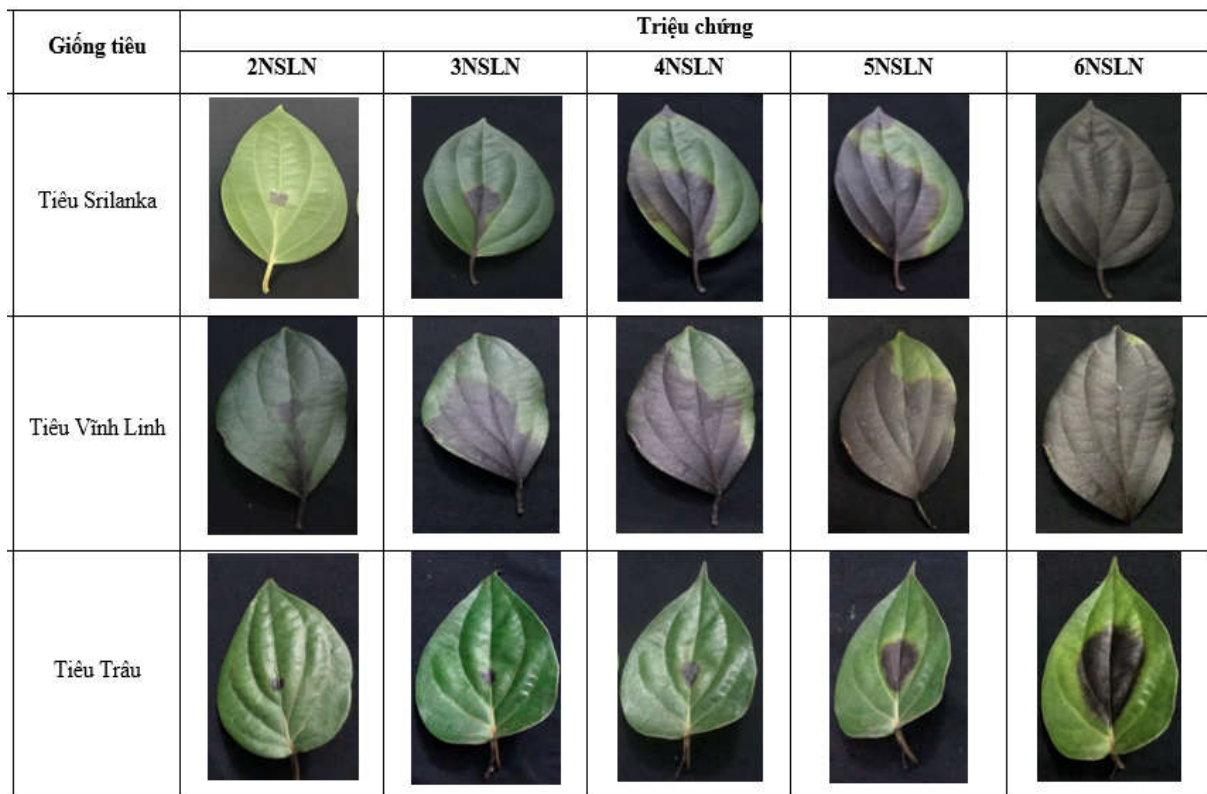 Giống tiêu
Triệu chứng
2NSLN
3NSLN
4NSLN
5NSLN
6NSLN
Tiêu Srilanka
Tiêu Vĩnh Linh
Tiêu Trâu